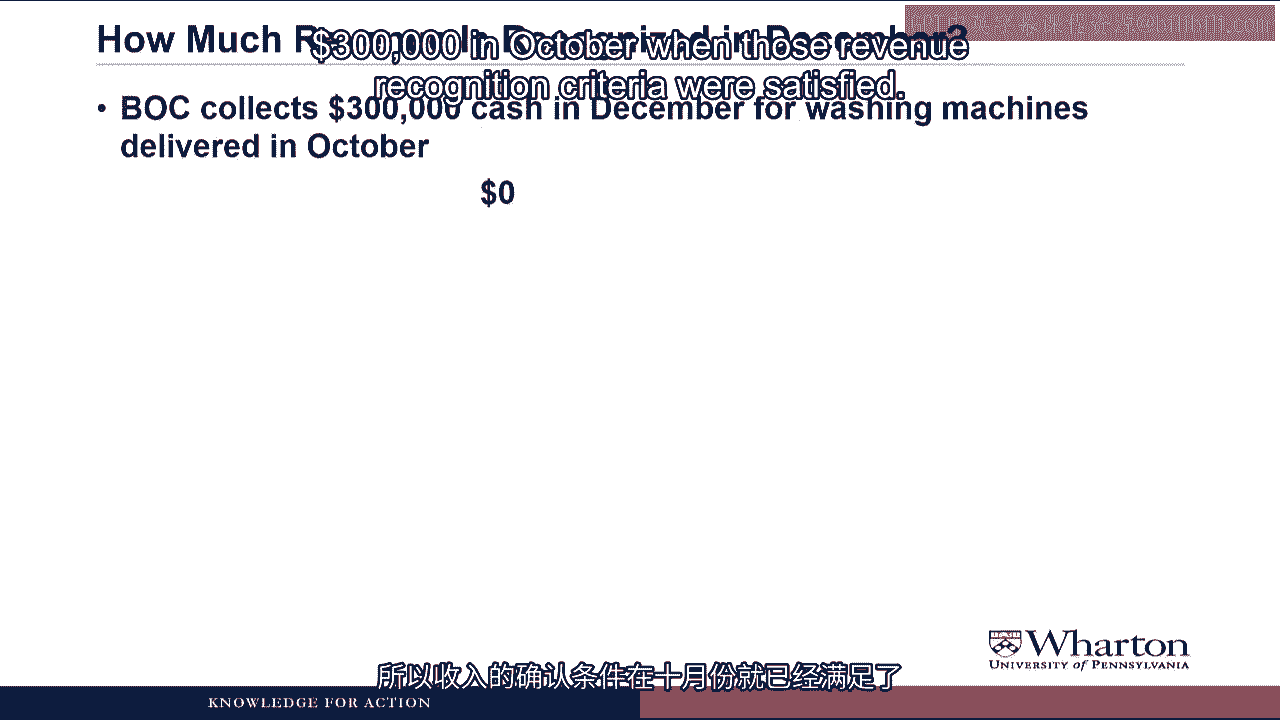 How Much Revenue Is Recognized in December?
$300,000 in October when those revenue
recognition criteria were satisfied.
• BOC collects $300,000 cash in December for washing machines
delivered in October
$0
Wharton
UNIVERSITY of PENNSYLVANIA
所以收入的确认条件在十月份就已经满足了
KNOWLEDGE FOR ACTION